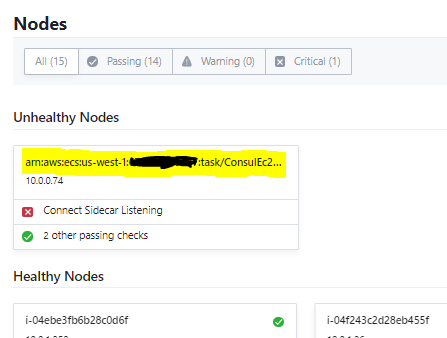 Nodes
All (15) Passing (14) Warning (0) Critical (1)
Unhealthy Nodes
arn:aws:ecs:us-west-1: :task/ConsulEc2...
10.0.0.74
Connect Sidecar Listening
2 other passing checks
Healthy Nodes
i-04ebe3fb6b28c0d6f i-04f243c2d28eb455f